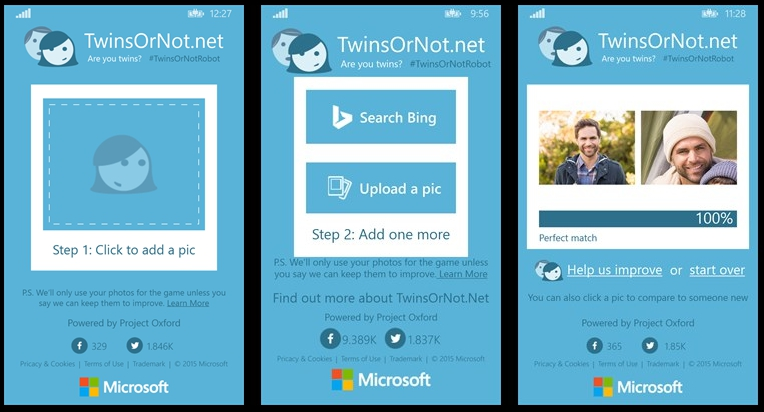 12:27
TwinsOrNot.net
Are you twins? #TwinsOrNotRobot
Step 1: Click to add a pic
P.S. We'll only use your photos for the game unless you
say we can keep them to improve. Learn More
Powered by Project Oxford
329 1.846K
Privacy & Cookies | Terms of Use | Trademark | © 2015 Microsoft
Microsoft
9:56
TwinsOrNot.net
Are you twins? #TwinsOrNotRobot
Search Bing
Upload a pic
Step 2: Add one more
P.S. We'll only use your photos for the game unless
you say we can keep them to improve. Learn More
Find out more about TwinsOrNot.Net
Powered by Project Oxford
9.389K 1.837K
Privacy & Cookies | Terms of Use | Trademark | © 2015 Microsoft
Microsoft
11:28
TwinsOrNot.net
Are you twins? #TwinsOrNotRobot
100%
Perfect match
Help us improve or start over
You can also click a pic to compare to someone new
Powered by Project Oxford
365 1.85K
Privacy & Cookies | Terms of Use | Trademark | © 2015 Microsoft
Microsoft